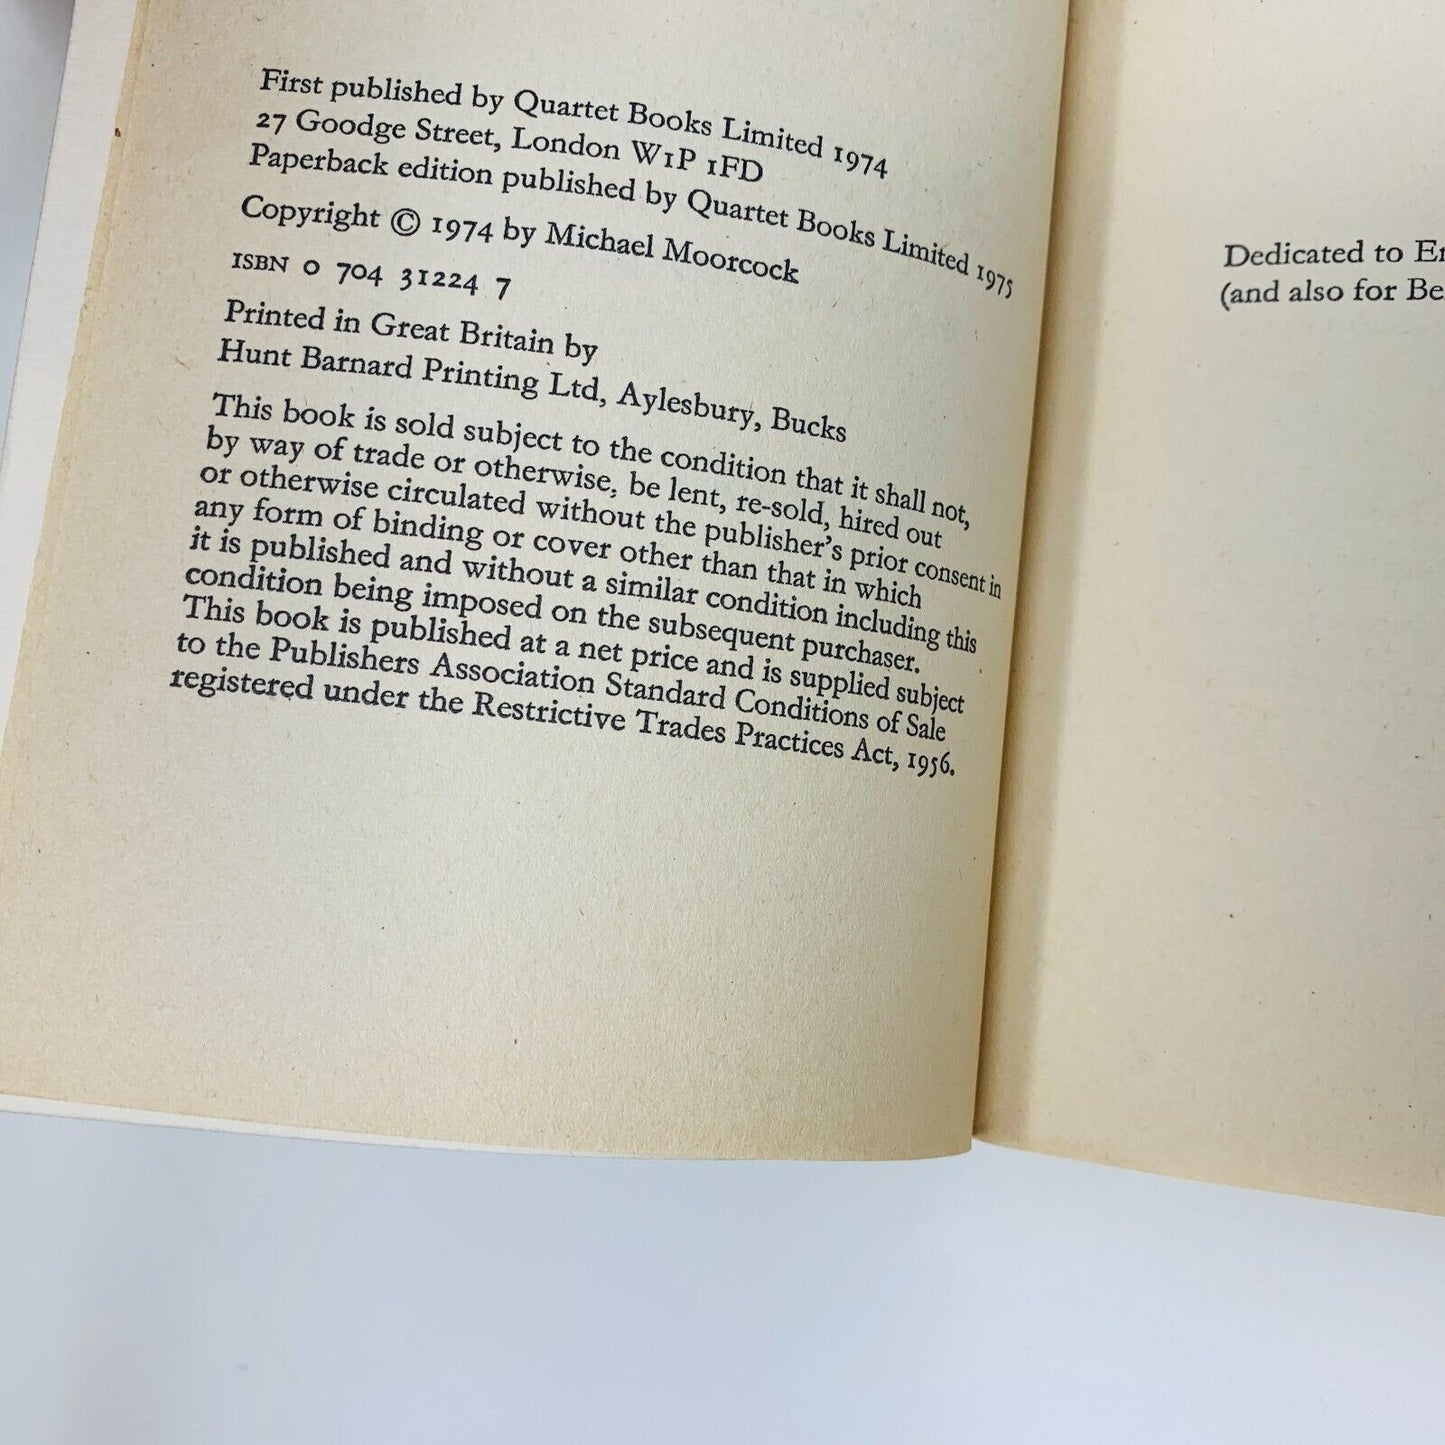 First published by Quartet Books Limited 1974
27 Goodge Street, London W1P 1FD
Paperback edition published by Quartet Books Limited 1975
Copyright © 1974 by Michael Moorcock
ISBN 0 704 31224 7
Printed in Great Britain by
Hunt Barnard Printing Ltd, Aylesbury, Bucks
This book is sold subject to the condition that it shall not,
by way of trade or otherwise, be lent, re-sold, hired out
or otherwise circulated without the publisher's prior consent in
any form of binding or cover other than that in which
it is published and without a similar condition including this
condition being imposed on the subsequent purchaser.
This book is published at a net price and is supplied subject
to the Publishers Association Standard Conditions of Sale
registered under the Restrictive Trades Practices Act, 1956.
Dedicated to
(and also for